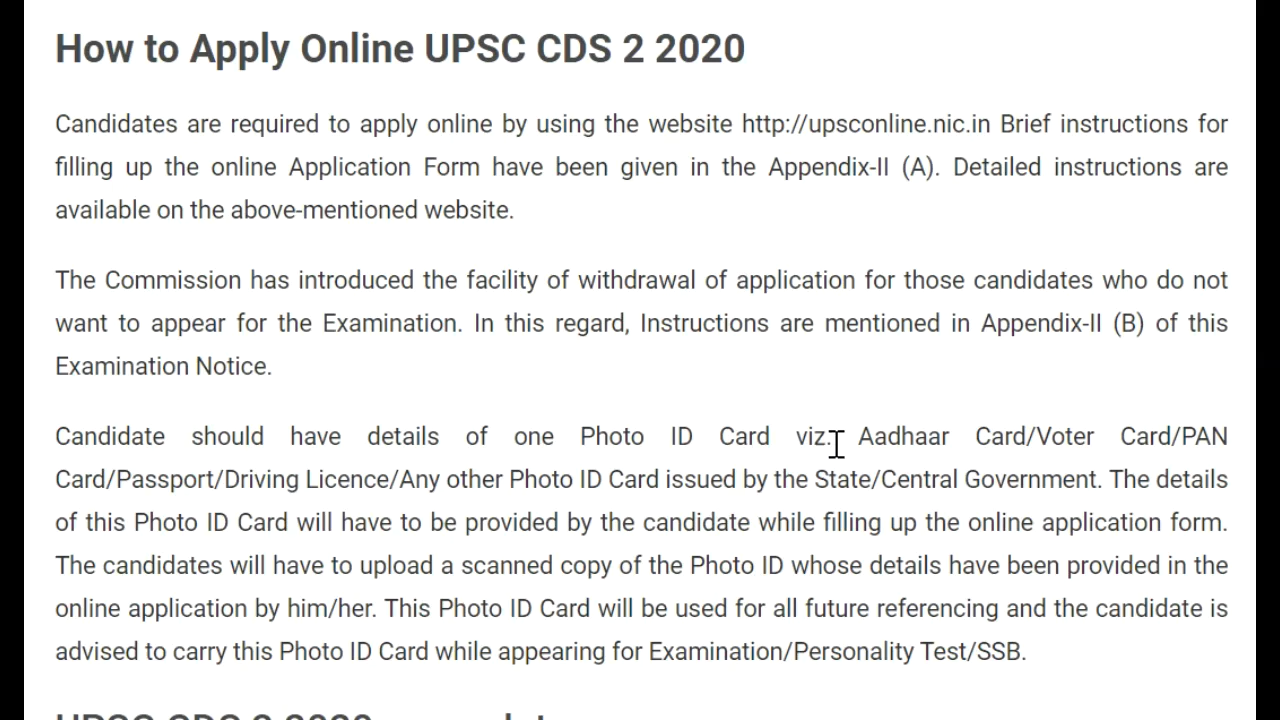 How to Apply Online UPSC CDS 2 2020
Candidates are required to apply online by using the website http://upsconline.nic.in Brief instructions for
filling up the online Application Form have been given in the Appendix-II (A). Detailed instructions are
available on the above-mentioned website.
The Commission has introduced the facility of withdrawal of application for those candidates who do not
want to appear for the Examination. In this regard, Instructions are mentioned in Appendix-II (B) of this
Examination Notice.
Candidate should have details of one Photo ID Card viz. Aadhaar Card/Voter Card/PAN
Card/Passport/Driving Licence/Any other Photo ID Card issued by the State/Central Government. The details
of this Photo ID Card will have to be provided by the candidate while filling up the online application form.
The candidates will have to upload a scanned copy of the Photo ID whose details have been provided in the
online application by him/her. This Photo ID Card will be used for all future referencing and the candidate is
advised to carry this Photo ID Card while appearing for Examination/Personality Test/SSB.
UPSC CDS 2 2020